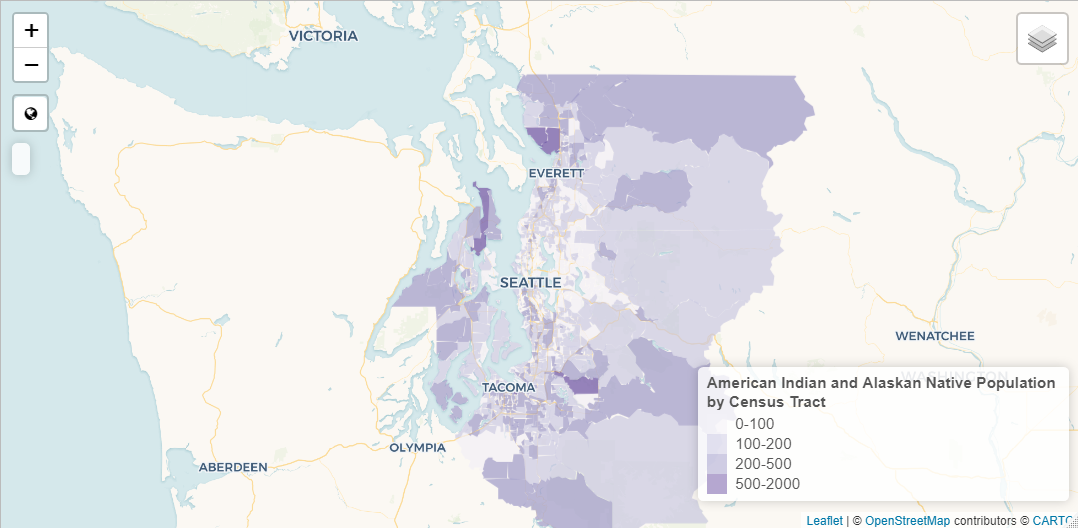 +
VICTORIA
−
EVERETT
SEATTLE
WENATCHEE
WASHINGTON
TACOMA
OLYMPIA
ABERDEEN
American Indian and Alaskan Native Population
by Census Tract
0-100
100-200
200-500
500-2000
Leaflet | © OpenStreetMap contributors © CARTO